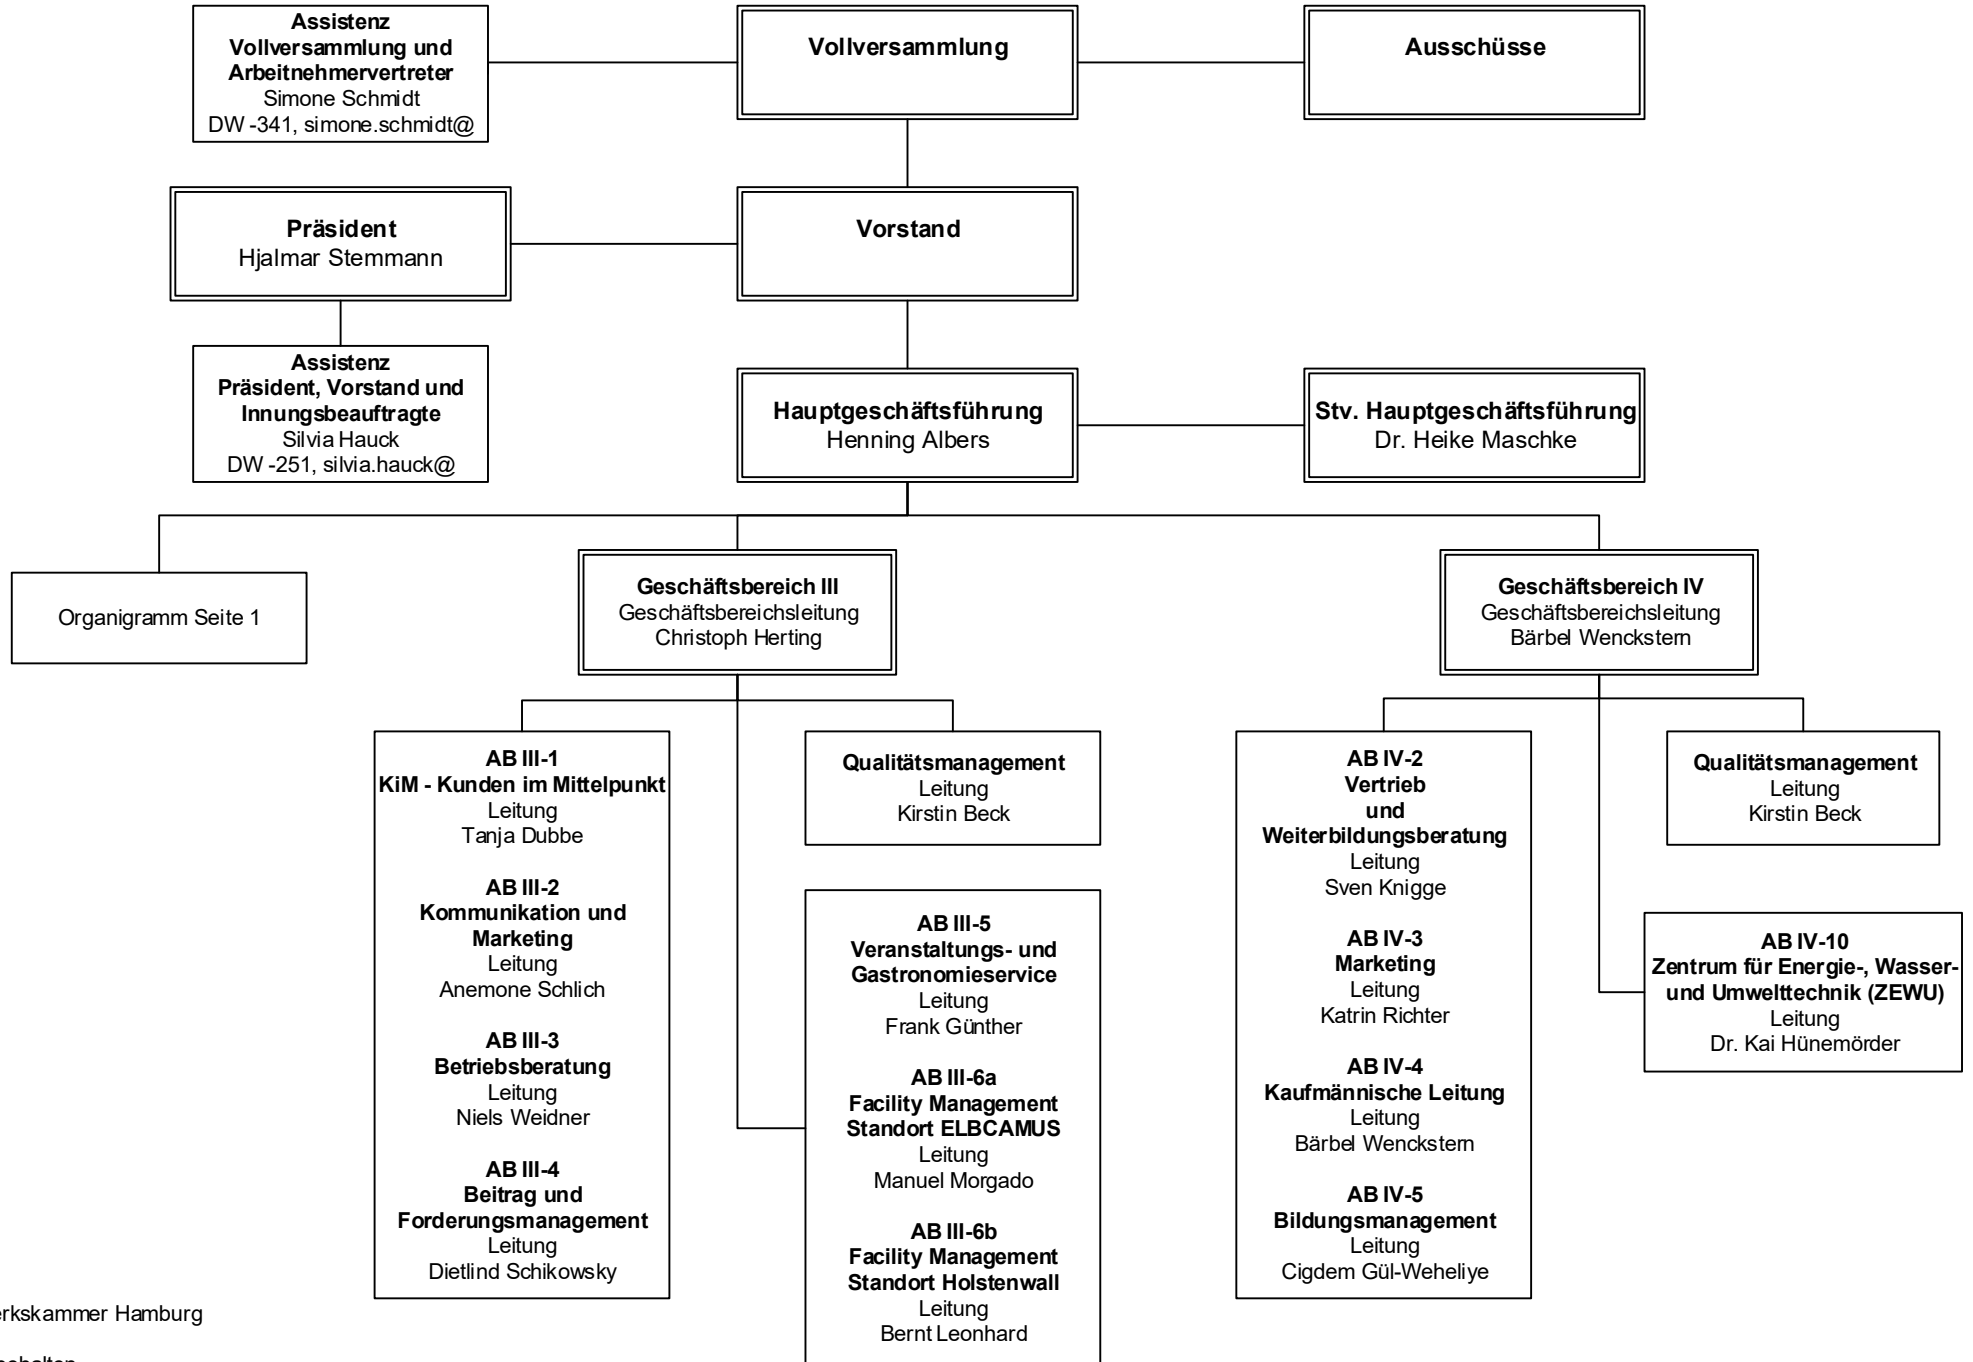 Assistenz
Vollversammlung und
Arbeitnehmervertreter
Simone Schmidt
DW -341, simone.schmidt@
Vollversammlung
Ausschüsse
Präsident
Hjalmar Stemmann
Vorstand
Assistenz
Präsident, Vorstand und
Innungsbeauftragte
Silvia Hauck
DW -251, silvia.hauck@
Hauptgeschäftsführung
Henning Albers
Stv. Hauptgeschäftsführung
Dr. Heike Maschke
Organigramm Seite 1
Geschäftsbereich III
Geschäftsbereichsleitung
Christoph Herting
Geschäftsbereich IV
Geschäftsbereichsleitung
Bärbel Wenckstern
AB III-1
KiM - Kunden im Mittelpunkt
Leitung
Tanja Dubbe
AB III-2
Kommunikation und
Marketing
Leitung
Anemone Schlich
AB III-3
Betriebsberatung
Leitung
Niels Weidner
AB III-4
Beitrag und
Forderungsmanagement
Leitung
Dietlind Schikowsky
Qualitätsmanagement
Leitung
Kirstin Beck
AB III-5
Veranstaltungs- und
Gastronomieservice
Leitung
Frank Günther
AB III-6a
Facility Management
Standort ELBCAMUS
Leitung
Manuel Morgado
AB III-6b
Facility Management
Standort Holstenwall
Leitung
Bernt Leonhard
AB IV-2
Vertrieb
und
Weiterbildungsberatung
Leitung
Sven Knigge
AB IV-3
Marketing
Leitung
Katrin Richter
AB IV-4
Kaufmännische Leitung
Leitung
Bärbel Wenckstern
AB IV-5
Bildungsmanagement
Leitung
Cigdem Gül-Weheliye
Qualitätsmanagement
Leitung
Kirstin Beck
AB IV-10
Zentrum für Energie-, Wasser-
und Umwelttechnik (ZEWU)
Leitung
Dr. Kai Hünemörder
erkskammer Hamburg